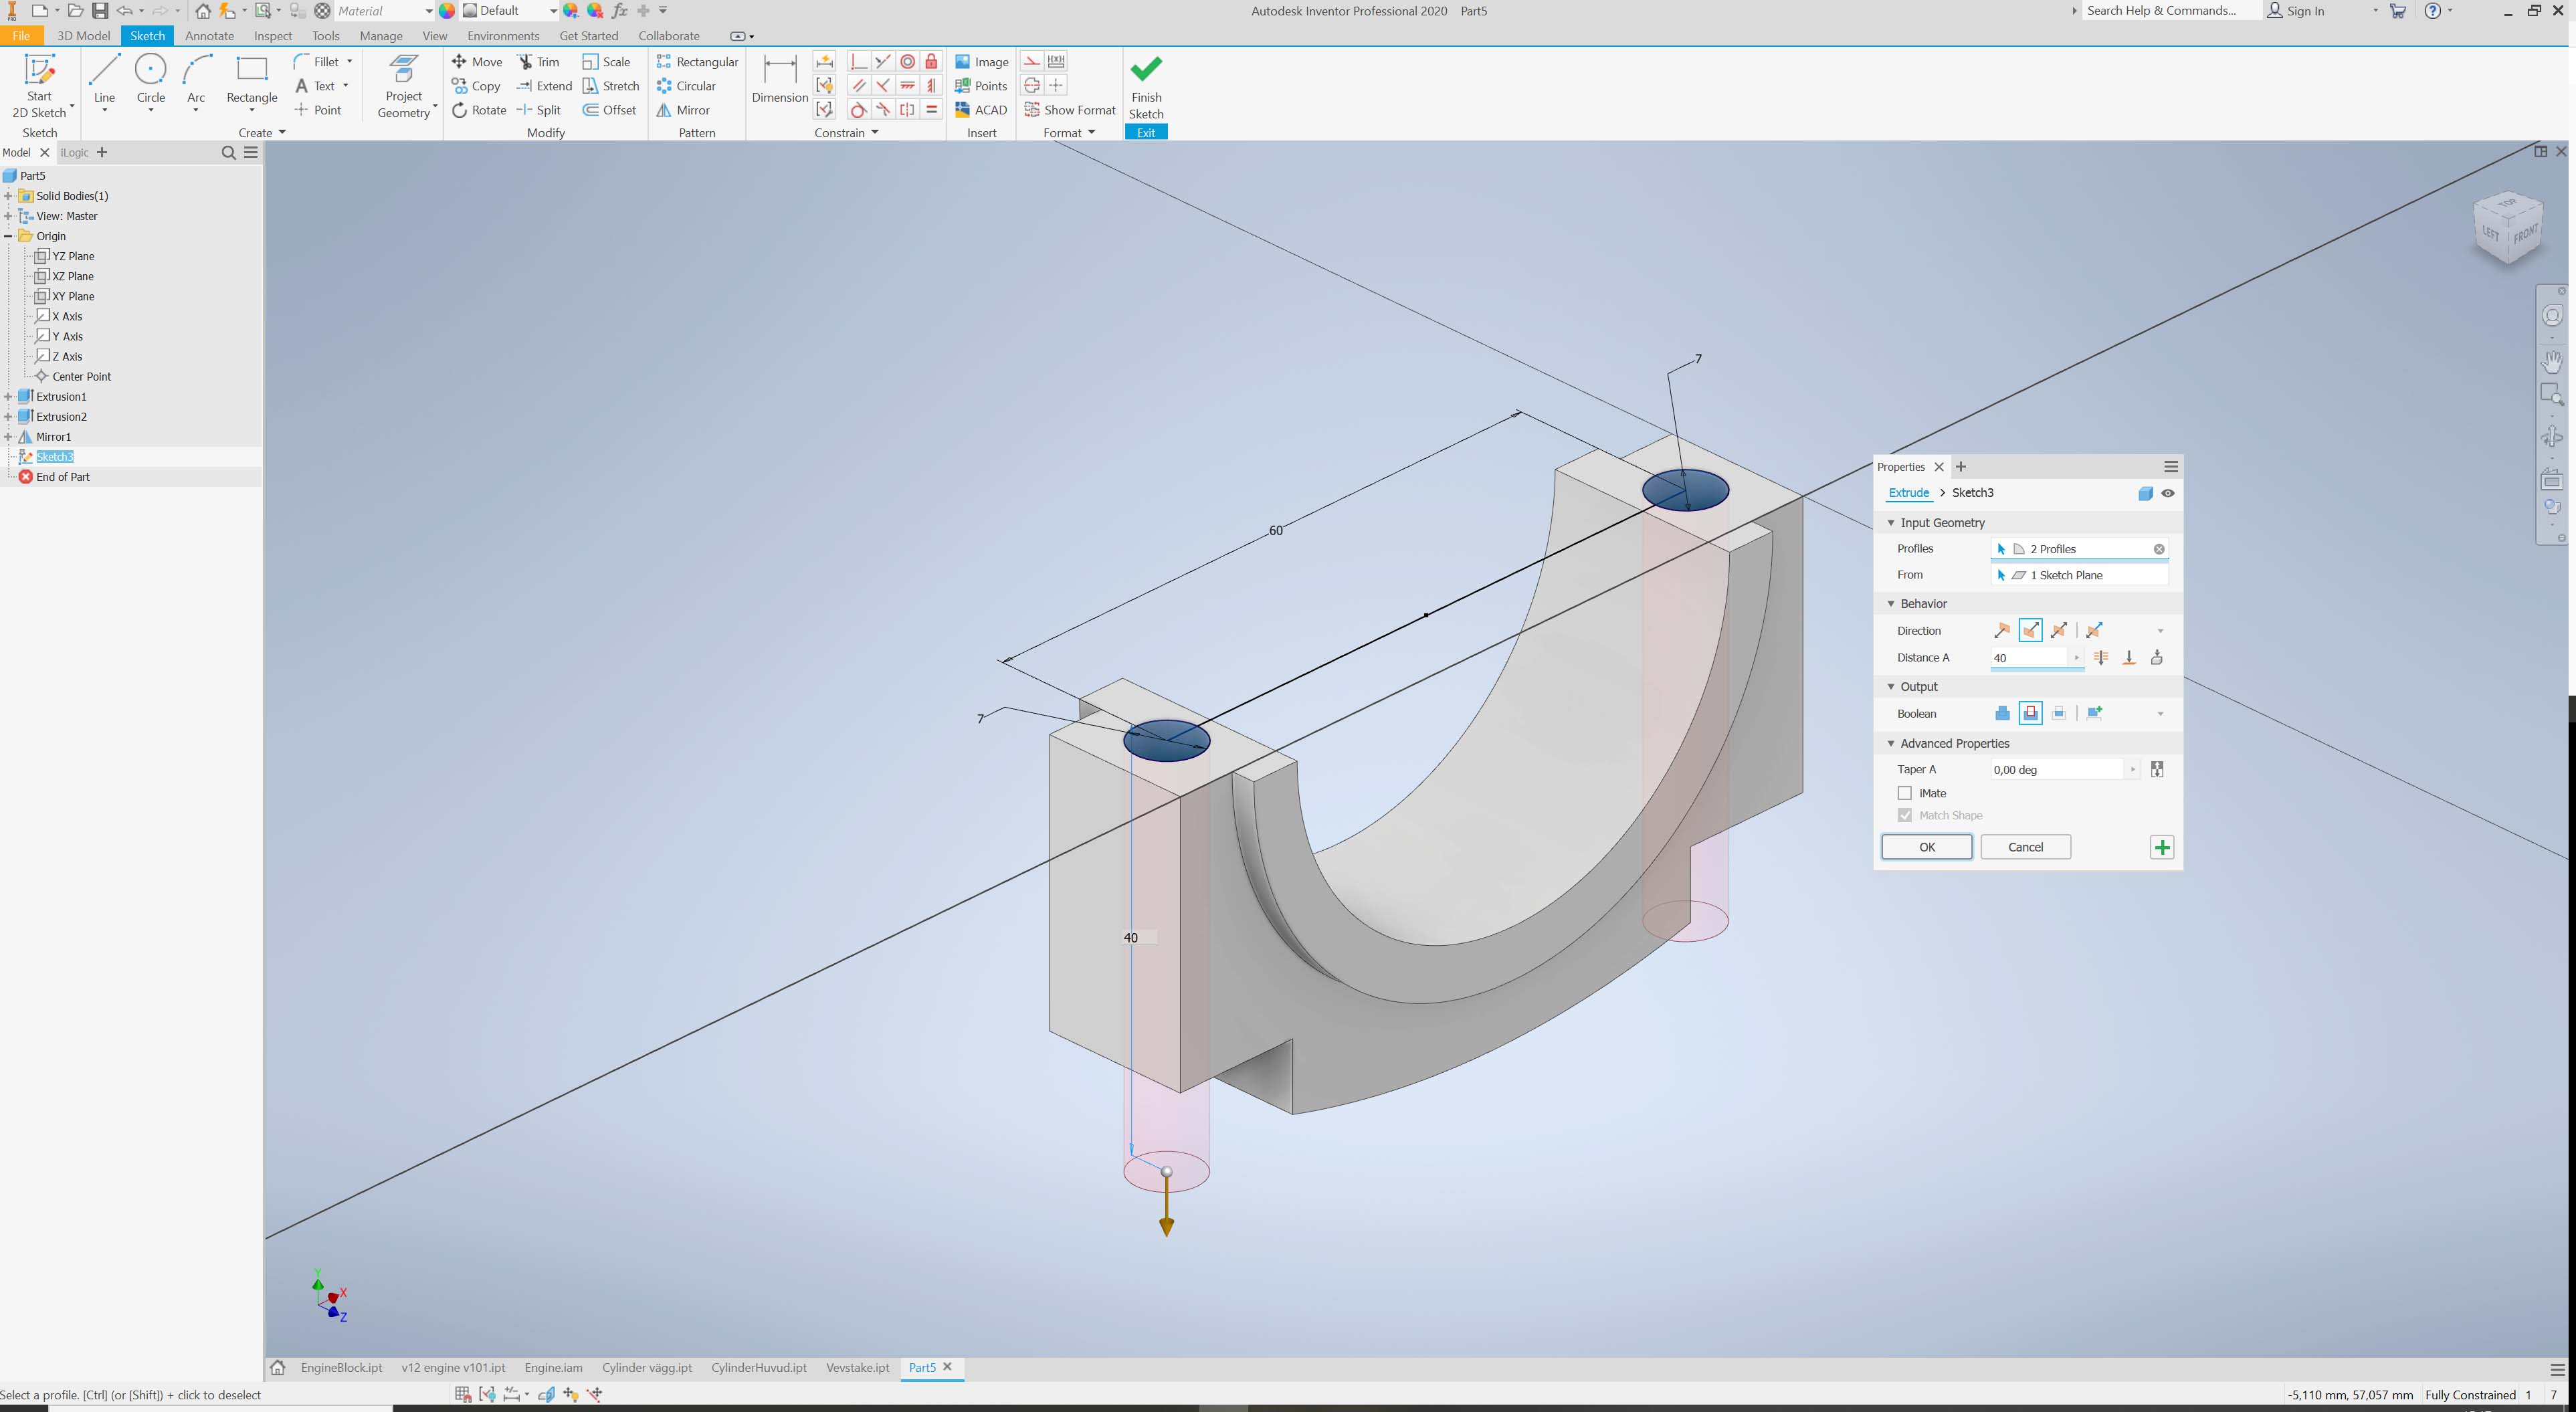 Material
Default
Autodesk Inventor Professional 2020 Part5
Search Help & Commands...
Sign In
File 3D Model Sketch Annotate Inspect Tools Manage View Environments Get Started Collaborate
Start
2D Sketch
Line
Circle
Arc
Rectangle
Fillet
Text
Point
Project
Geometry
Move
Copy
Rotate
Trim
Extend
Split
Scale
Stretch
Offset
Rectangular
Circular
Mirror
Dimension
Image
Points
ACAD
Show Format
Finish
Sketch
Sketch
Create
Modify
Pattern
Constrain
Insert
Format
Exit
Model
iLogic
Part5
Solid Bodies(1)
View: Master
Origin
YZ Plane
XZ Plane
XY Plane
X Axis
Y Axis
Z Axis
Center Point
Extrusion1
Extrusion2
Mirror1
Sketch3
End of Part
TOP
LEFT
FRONT
7
60
7
40
Properties
Extrude > Sketch3
Input Geometry
Profiles 2 Profiles
From 1 Sketch Plane
Behavior
Direction
Distance A 40
Output
Boolean
Advanced Properties
Taper A 0,00 deg
iMate
Match Shape
OK Cancel
Y
X
Z
EngineBlock.ipt v12 engine v101.ipt Engine.iam Cylinder vägg.ipt CylinderHuvud.ipt Vevstake.ipt Part5
Select a profile. [Ctrl] (or [Shift]) + click to deselect
-5,110 mm, 57,057 mm Fully Constrained 1 7